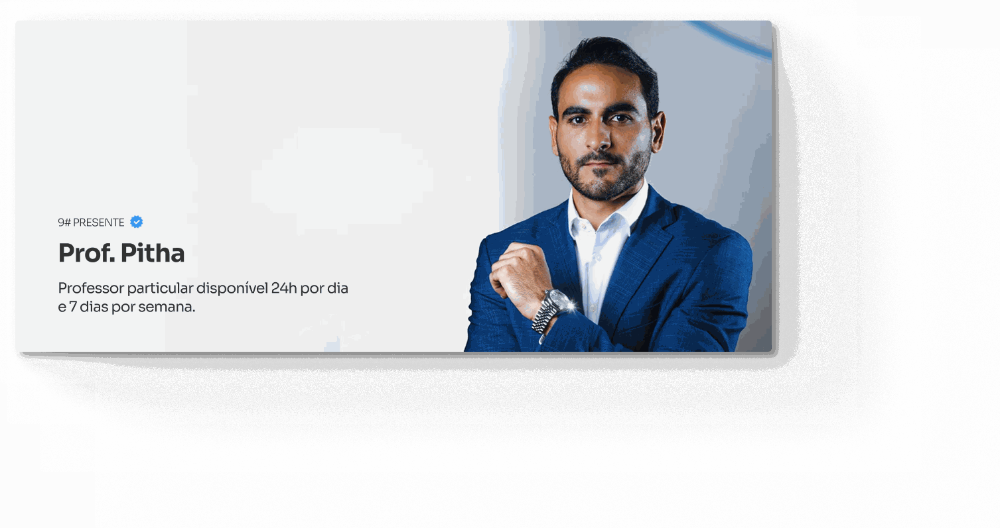 9# PRESENTE
Prof. Pitha
Professor particular disponível 24h por dia
e 7 dias por semana.